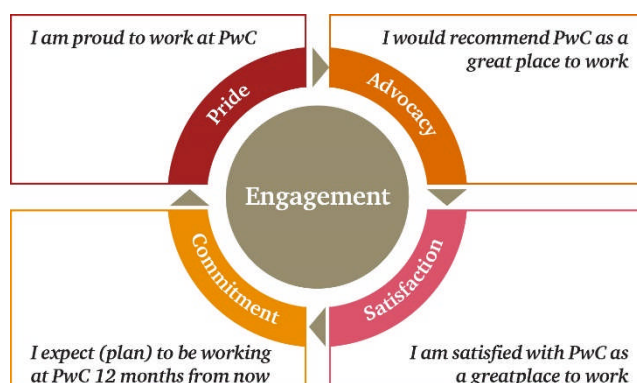 I am proud to work at PwC
I would recommend PwC as a
great place to work
Pride
Advocacy
Engagement
Commitment
Satisfaction
I expect (plan) to be working
at PwC 12 months from now
I am satisfied with PwC as
a greatplace to work